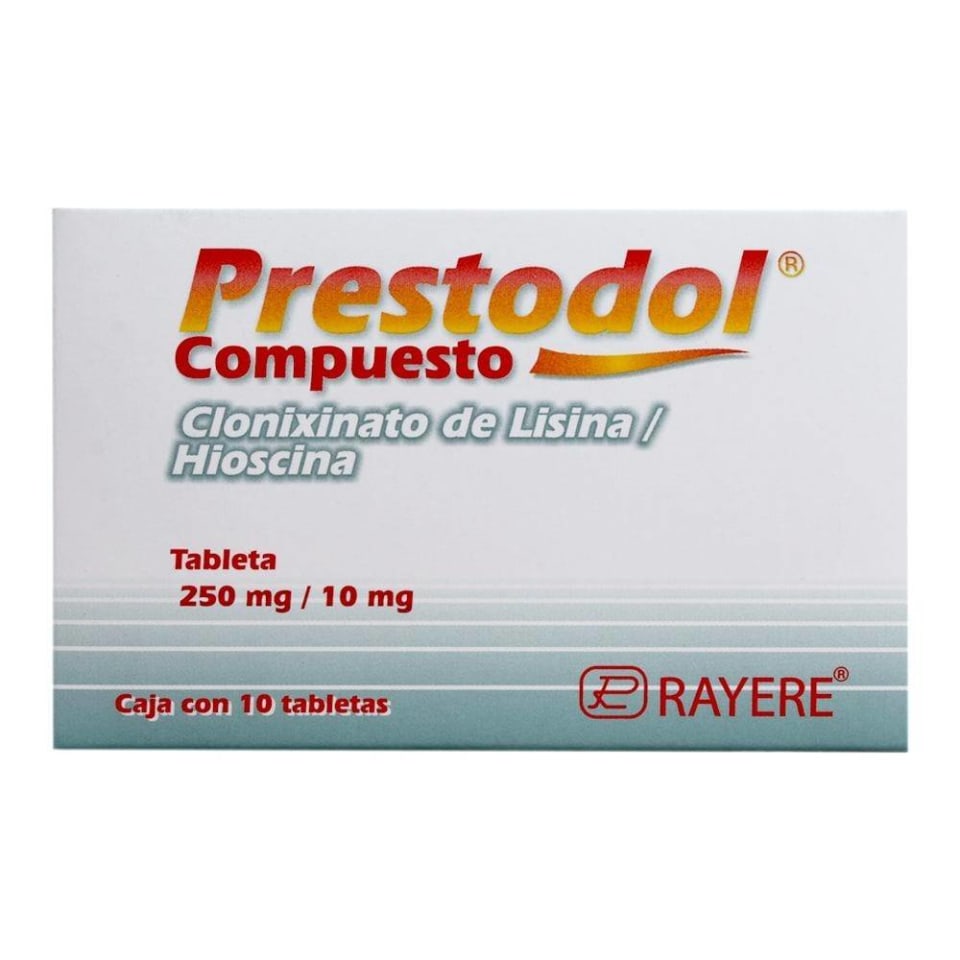 Prestodol®
Compuesto
Clonixinato de Lisina /
Hioscina
Tableta
250 mg / 10 mg
Caja con 10 tabletas
RAYERE®